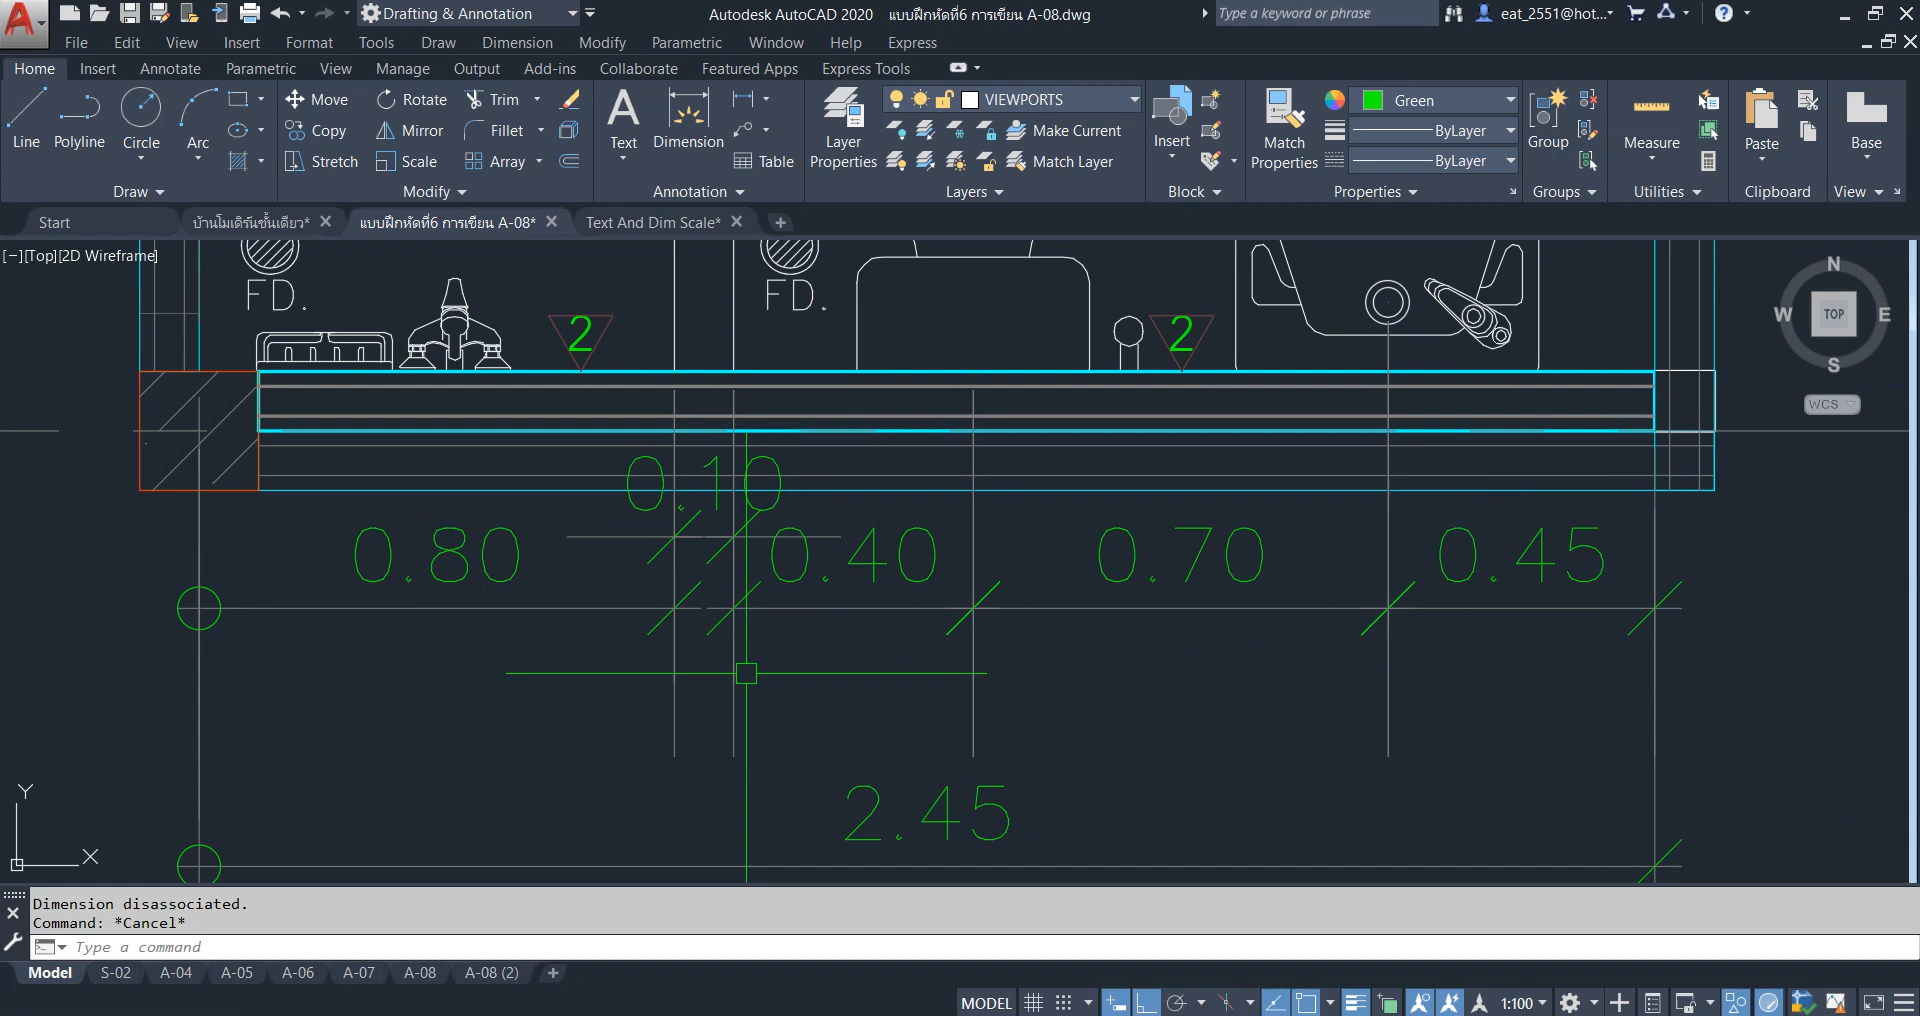 Drafting & Annotation
Autodesk AutoCAD 2020 แบบฝึกหัดที่6 การเขียน A-08.dwg
Type a keyword or phrase
eat_2551@hot...
File Edit View Insert Format Tools Draw Dimension Modify Parametric Window Help Express
Home Insert Annotate Parametric View Manage Output Add-ins Collaborate Featured Apps Express Tools
Line Polyline Circle Arc
Move Rotate Trim
Copy Mirror Fillet
Stretch Scale Array
Text Dimension Table
Layer Properties
VIEWPORTS
Make Current
Match Layer
Insert
Match Properties
Green
ByLayer
ByLayer
Group
Measure
Paste
Base
Draw Modify Annotation Layers Block Properties Groups Utilities Clipboard View
Start บ้านโมเดิร์นชั้นเดียว* แบบฝึกหัดที่6 การเขียน A-08* Text And Dim Scale*
[−][Top][2D Wireframe]
N
W TOP E
S
WCS
FD. FD.
2 2
0.10
0.80 0.40 0.70 0.45
2.45
Y
X
Dimension disassociated.
Command: *Cancel*
Type a command
Model S-02 A-04 A-05 A-06 A-07 A-08 A-08 (2)
MODEL 1:100